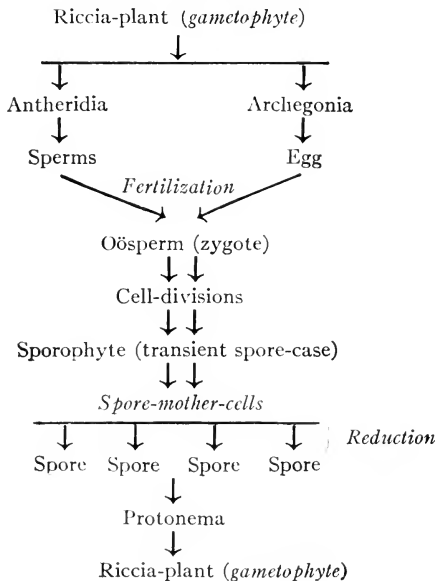 Riccia-plant (gametophyte)
Antheridia Archegonia
Sperms Egg
Fertilization
Oösperm (zygote)
Cell-divisions
Sporophyte (transient spore-case)
Spore-mother-cells
Reduction
Spore Spore Spore Spore
Protonema
Riccia-plant (gametophyte)